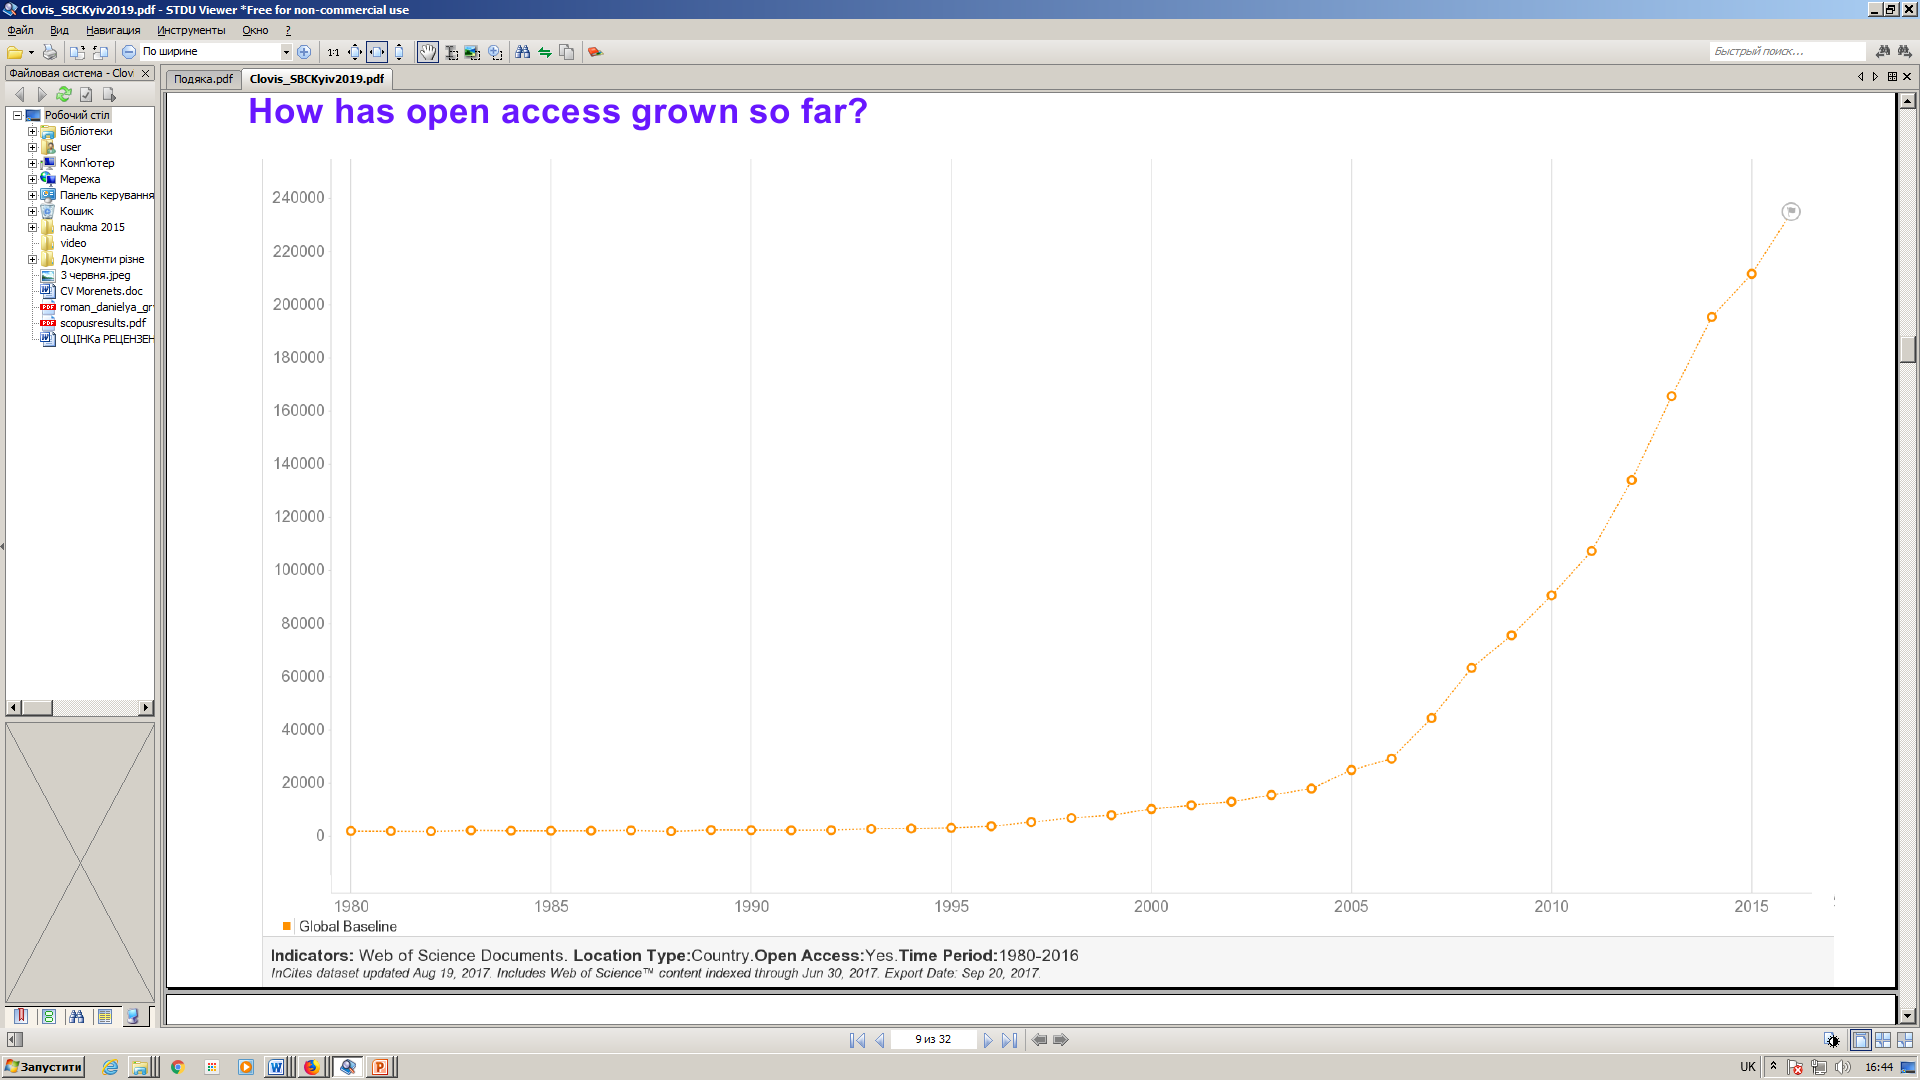 Clovis_SBCKyiv2019.pdf - STDU Viewer *Free for non-commercial use
Файл Вид Навигация Инструменты Окно ?
По ширине
1:1
Быстрый поиск...
Файловая система - Clovi
Подяка.pdf
Clovis_SBCKyiv2019.pdf
Робочий стіл
Бібліотеки
user
Комп'ютер
Мережа
Панель керування
Кошик
naukma 2015
video
Документи різне
3 червня.jpeg
CV Morenets.doc
roman_danielya_gr
scopusresults.pdf
ОЦІНКа РЕЦЕНЗЕН
How has open access grown so far?
240000
220000
200000
180000
160000
140000
120000
100000
80000
60000
40000
20000
0
1980 1985 1990 1995 2000 2005 2010 2015
Global Baseline
Indicators: Web of Science Documents. Location Type:Country.Open Access:Yes.Time Period:1980-2016
InCites dataset updated Aug 19, 2017. Includes Web of Science™ content indexed through Jun 30, 2017. Export Date: Sep 20, 2017.
9 из 32
Запустити
UK
16:44